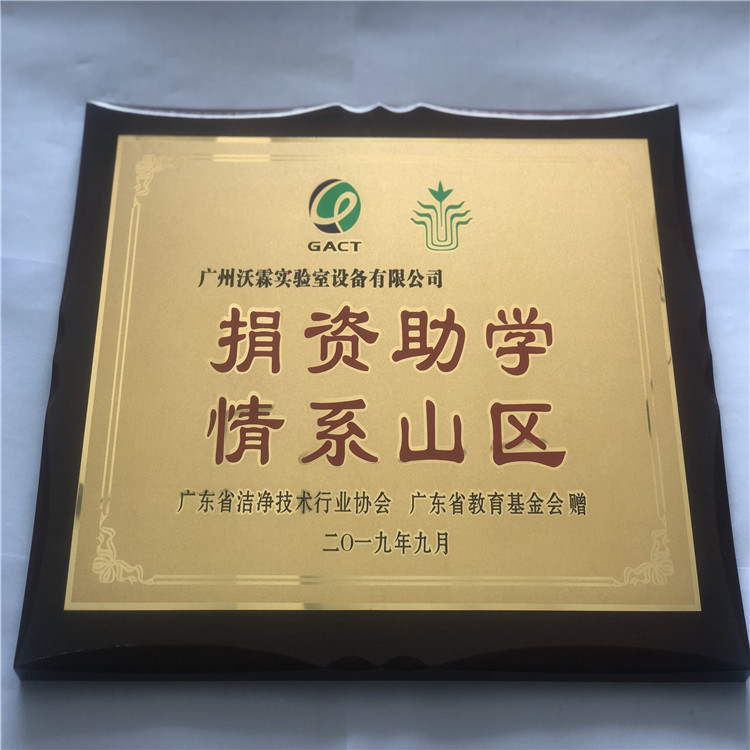 GACT
广州沃霖实验室设备有限公司
捐资助学
情系山区
广东省洁净技术行业协会 广东省教育基金会 赠
二〇一九年九月